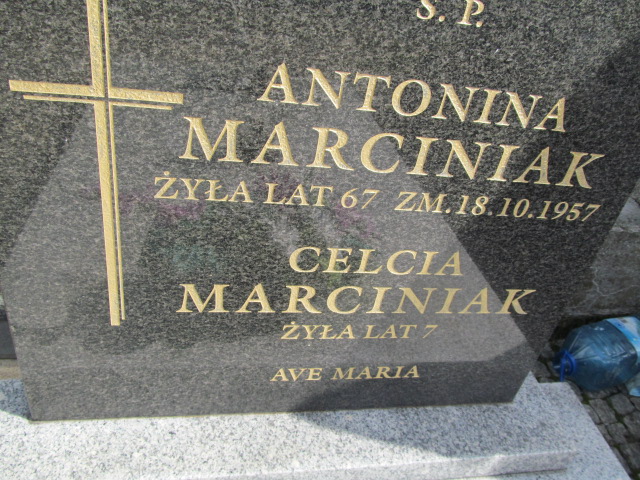 Ś. P.
ANTONINA
MARCINIAK
ŻYŁA LAT 67 ZM.18.10.1957
CELCIA
MARCINIAK
ŻYŁA LAT 7
AVE MARIA